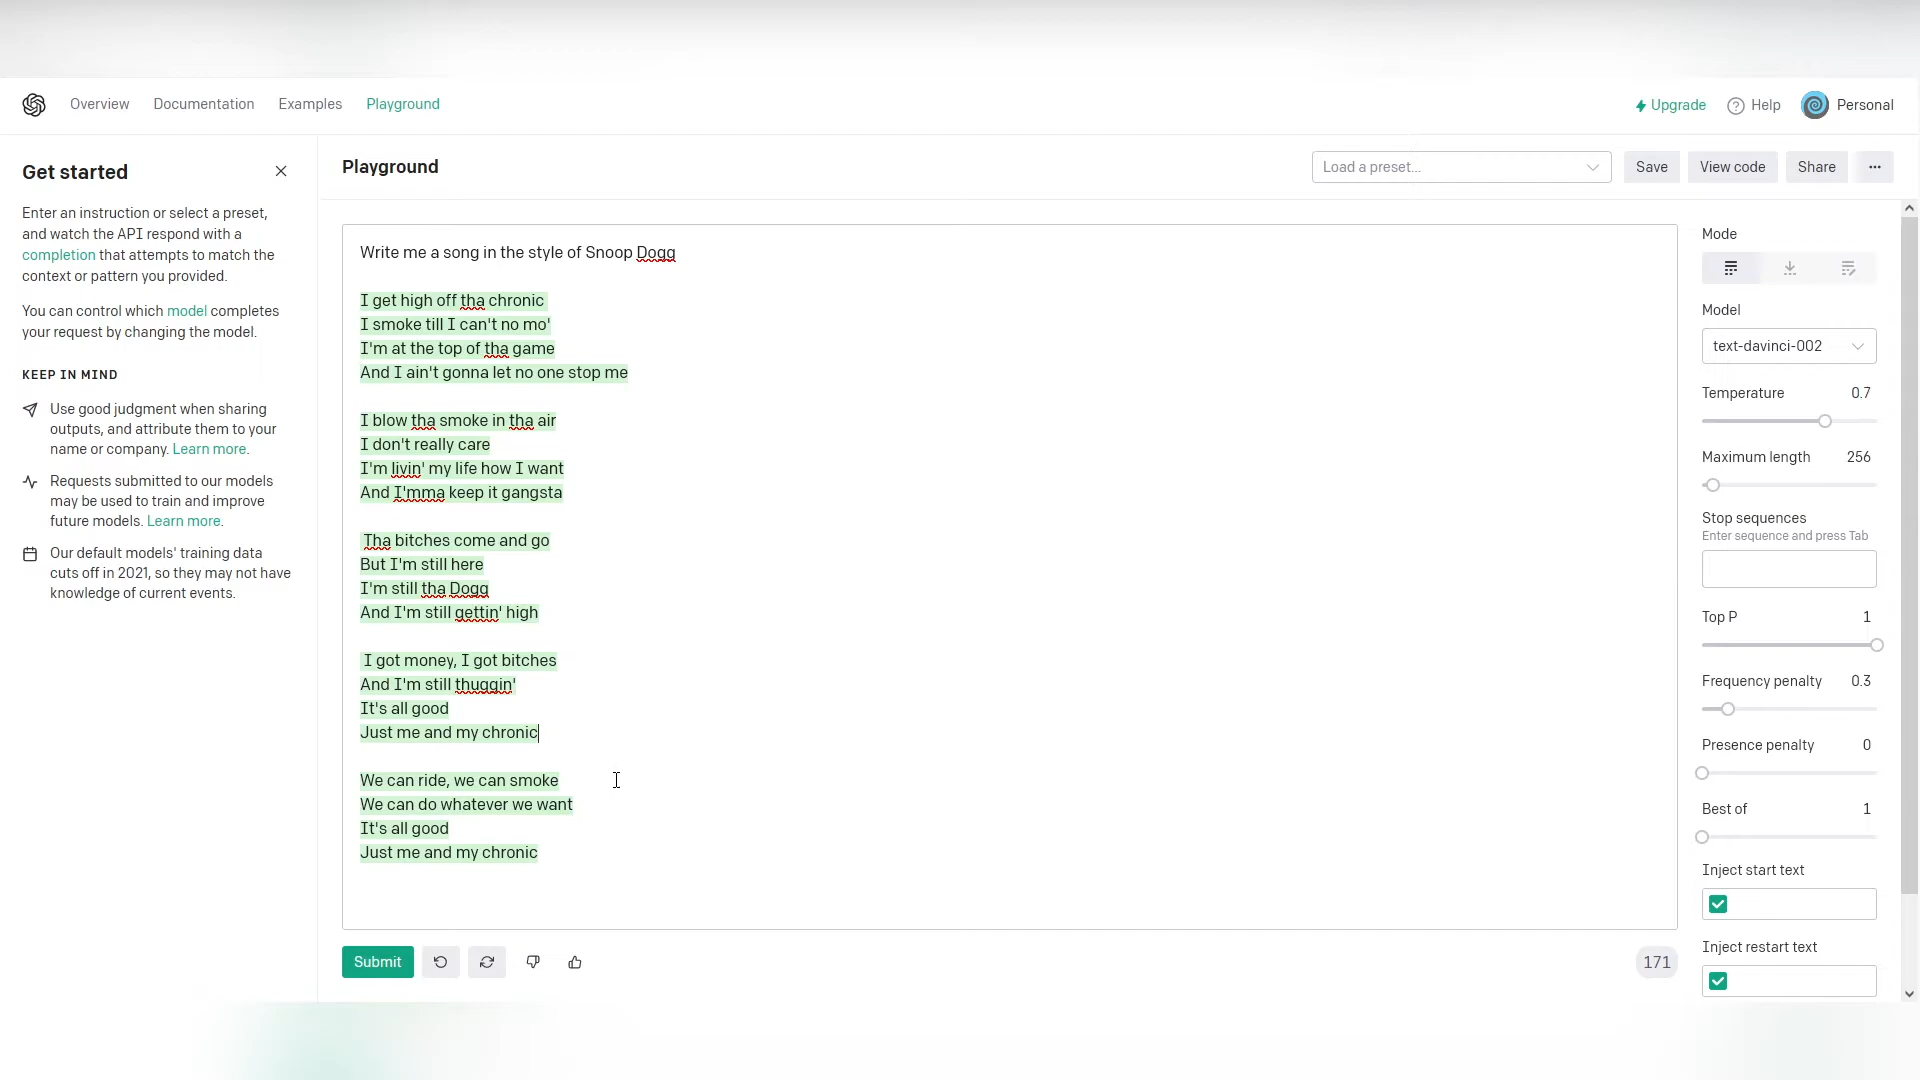 Overview Documentation Examples Playground
Upgrade Help Personal
Get started
Enter an instruction or select a preset,
and watch the API respond with a
completion that attempts to match the
context or pattern you provided.
You can control which model completes
your request by changing the model.
KEEP IN MIND
Use good judgment when sharing
outputs, and attribute them to your
name or company. Learn more.
Requests submitted to our models
may be used to train and improve
future models. Learn more.
Our default models' training data
cuts off in 2021, so they may not have
knowledge of current events.
Playground
Load a preset...
Save
View code
Share
...
Write me a song in the style of Snoop Dogg
I get high off tha chronic
I smoke till I can't no mo'
I'm at the top of tha game
And I ain't gonna let no one stop me
I blow tha smoke in tha air
I don't really care
I'm livin' my life how I want
And I'mma keep it gangsta
Tha bitches come and go
But I'm still here
I'm still tha Dogg
And I'm still gettin' high
I got money, I got bitches
And I'm still thuggin'
It's all good
Just me and my chronic
We can ride, we can smoke
We can do whatever we want
It's all good
Just me and my chronic
Submit
171
Mode
Model
text-davinci-002
Temperature 0.7
Maximum length 256
Stop sequences
Enter sequence and press Tab
Top P 1
Frequency penalty 0.3
Presence penalty 0
Best of 1
Inject start text
Inject restart text